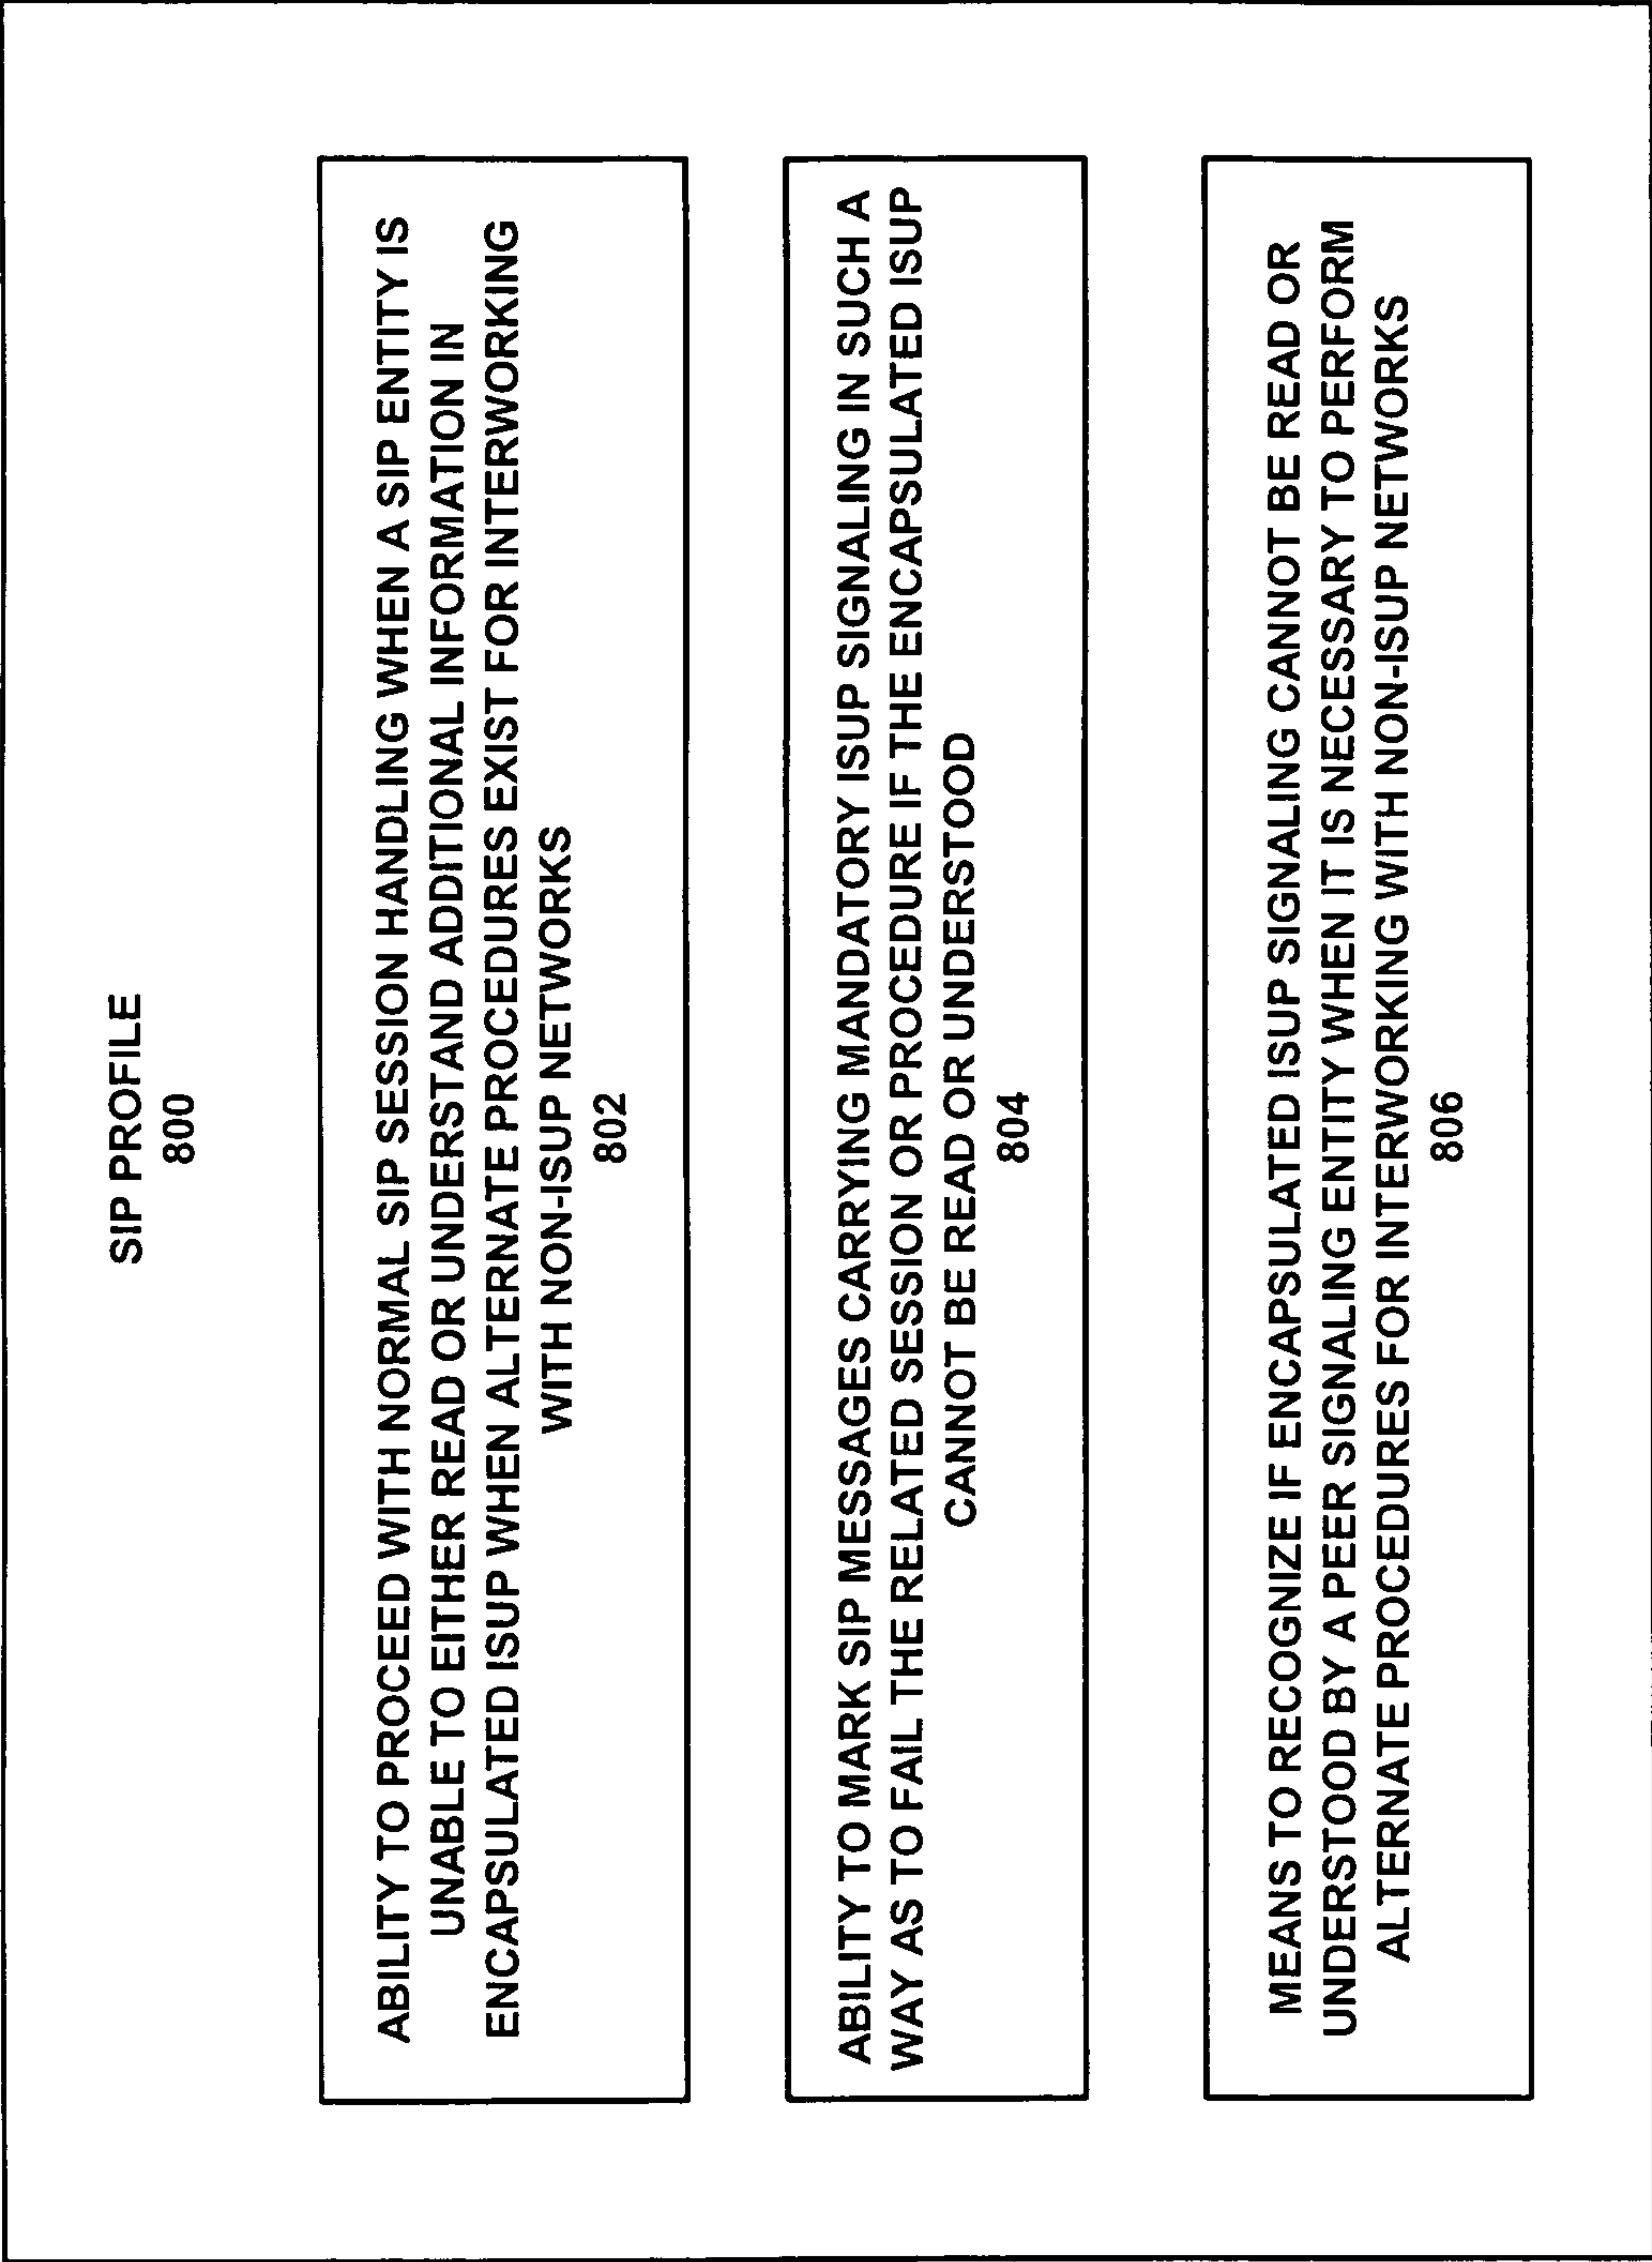 SIP PROFILE
800
ABILITY TO PROCEED WITH NORMAL SIP SESSION HANDLING WHEN A SIP ENTITY IS
UNABLE TO EITHER READ OR UNDERSTAND ADDITIONAL INFORMATION IN
ENCAPSULATED ISUP WHEN ALTERNATE PROCEDURES EXIST FOR INTERWORKING
WITH NON-ISUP NETWORKS
802
ABILITY TO MARK SIP MESSAGES CARRYING MANDATORY ISUP SIGNALING IN SUCH A
WAY AS TO FAIL THE RELATED SESSION OR PROCEDURE IF THE ENCAPSULATED ISUP
CANNOT BE READ OR UNDERSTOOD
804
MEANS TO RECOGNIZE IF ENCAPSULATED ISUP SIGNALING CANNOT BE READ OR
UNDERSTOOD BY A PEER SIGNALING ENTITY WHEN IT IS NECESSARY TO PERFORM
ALTERNATE PROCEDURES FOR INTERWORKING WITH NON-ISUP NETWORKS
806